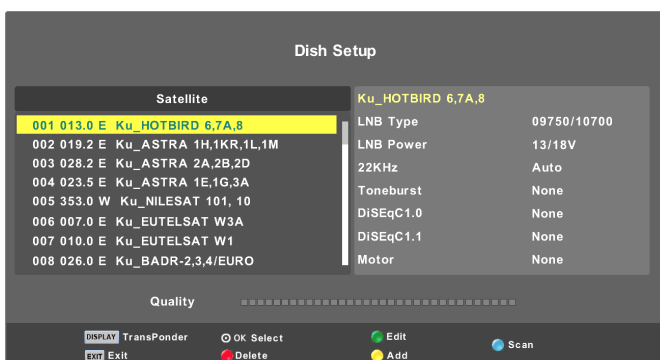 Dish Setup
Satellite
001 013.0 E Ku_HOTBIRD 6,7A,8
002 019.2 E Ku_ASTRA 1H,1KR,1L,1M
003 028.2 E Ku_ASTRA 2A,2B,2D
004 023.5 E Ku_ASTRA 1E,1G,3A
005 353.0 W Ku_NILESAT 101, 10
006 007.0 E Ku_EUTELSAT W3A
007 010.0 E Ku_EUTELSAT W1
008 026.0 E Ku_BADR-2,3,4/EURO
Ku_HOTBIRD 6,7A,8
LNB Type 09750/10700
LNB Power 13/18V
22KHz Auto
Toneburst None
DiSEqC1.0 None
DiSEqC1.1 None
Motor None
Quality
DISPLAY TransPonder OK Select Edit Scan
EXIT Exit Delete Add